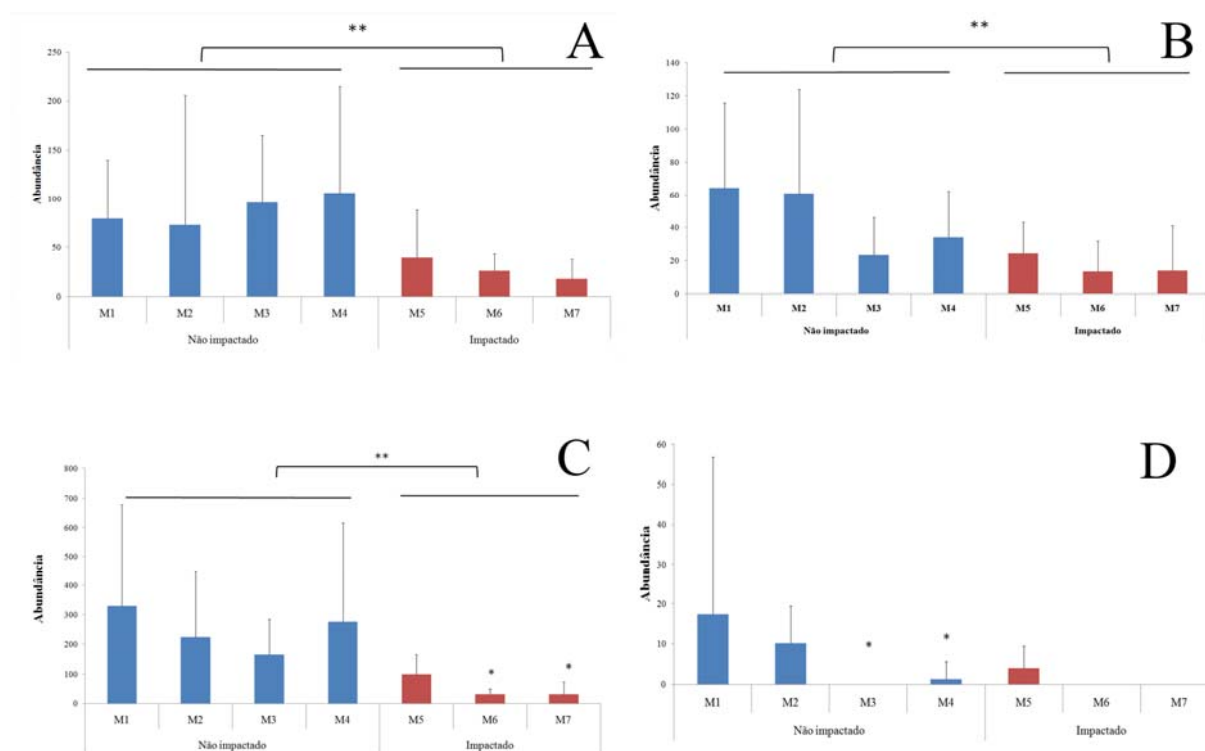 **
A
250
200
150
100
50
0
Abundância
M1 M2 M3 M4 M5 M6 M7
Não impactado Impactado
**
B
140
120
100
80
60
40
20
0
Abundância
M1 M2 M3 M4 M5 M6 M7
Não impactado Impactado
**
C
800
700
600
500
400
300
200
100
0
Abundância
* *
M1 M2 M3 M4 M5 M6 M7
Não impactado Impactado
D
60
50
40
30
20
10
0
Abundância
* *
M1 M2 M3 M4 M5 M6 M7
Não impactado Impactado